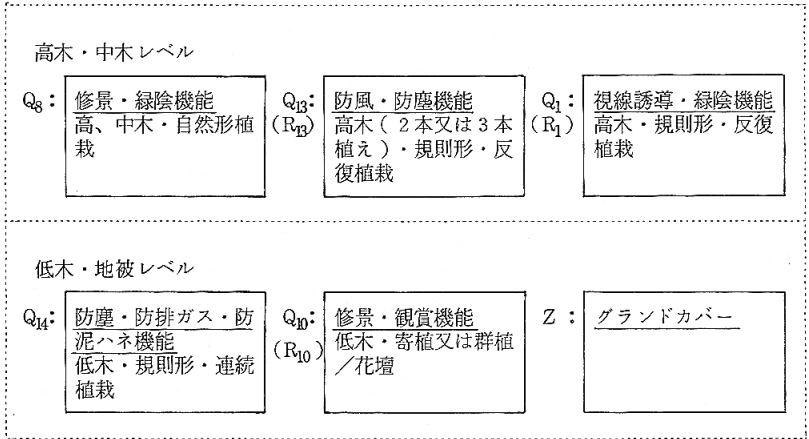 高木・中木レベル
Q8：
修景・緑陰機能
高、中木・自然形植
栽
Q13：
(R13)
防風・防塵機能
高木（２本又は３本
植え）・規則形・反
復植栽
Q1：
(R1)
視線誘導・緑陰機能
高木・規則形・反復
植栽
低木・地被レベル
Q14：
防塵・防排ガス・防
泥ハネ機能
低木・規則形・連続
植栽
Q10：
(R10)
修景・観賞機能
低木・寄植又は群植
／花壇
Z：
グランドカバー